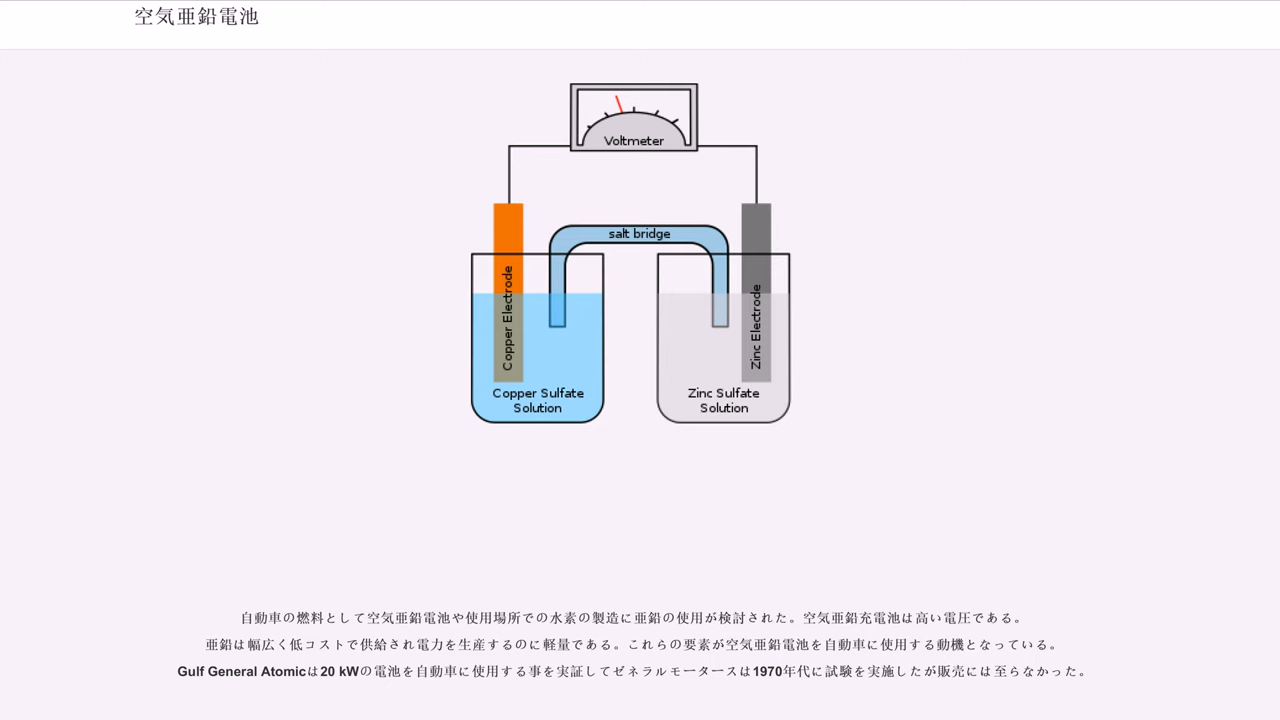 空気亜鉛電池
Voltmeter
salt bridge
Copper Electrode
Zinc Electrode
Copper Sulfate
Solution
Zinc Sulfate
Solution
自動車の燃料として空気亜鉛電池や使用場所での水素の製造に亜鉛の使用が検討された。空気亜鉛充電池は高い電圧である。
亜鉛は幅広く低コストで供給され電力を生産するのに軽量である。これらの要素が空気亜鉛電池を自動車に使用する動機となっている。
Gulf General Atomicは20 kWの電池を自動車に使用する事を実証してゼネラルモータースは1970年代に試験を実施したが販売には至らなかった。